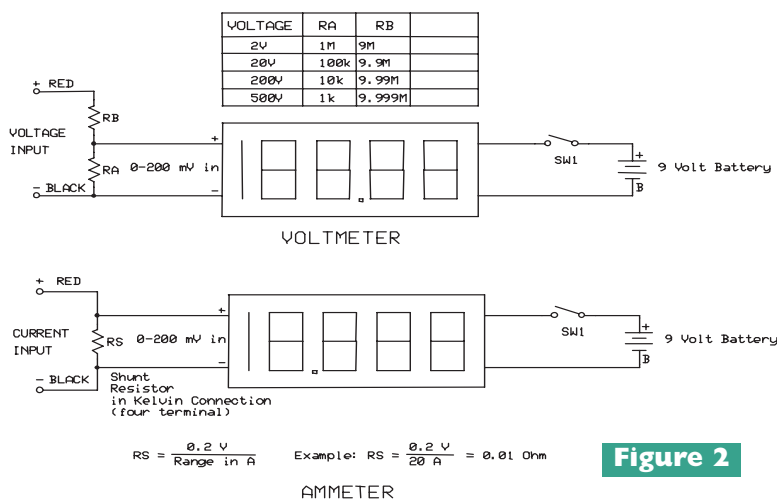 VOLTAGE RA RB
2V 1M 9M
20V 100k 9.9M
200V 10k 9.99M
500V 1k 9.999M
+ RED
RB
VOLTAGE
INPUT
RA 0-200 mV in
+
-
- BLACK
SW1
+
9 Volt Battery
B
VOLTMETER
+ RED
CURRENT
INPUT
RS 0-200 mV in
+
-
- BLACK
Shunt
Resistor
in Kelvin Connection
(four terminal)
SW1
+
9 Volt Battery
B
RS = 0.2 V / Range in A Example: RS = 0.2 V / 20 A = 0.01 Ohm
Figure 2
AMMETER